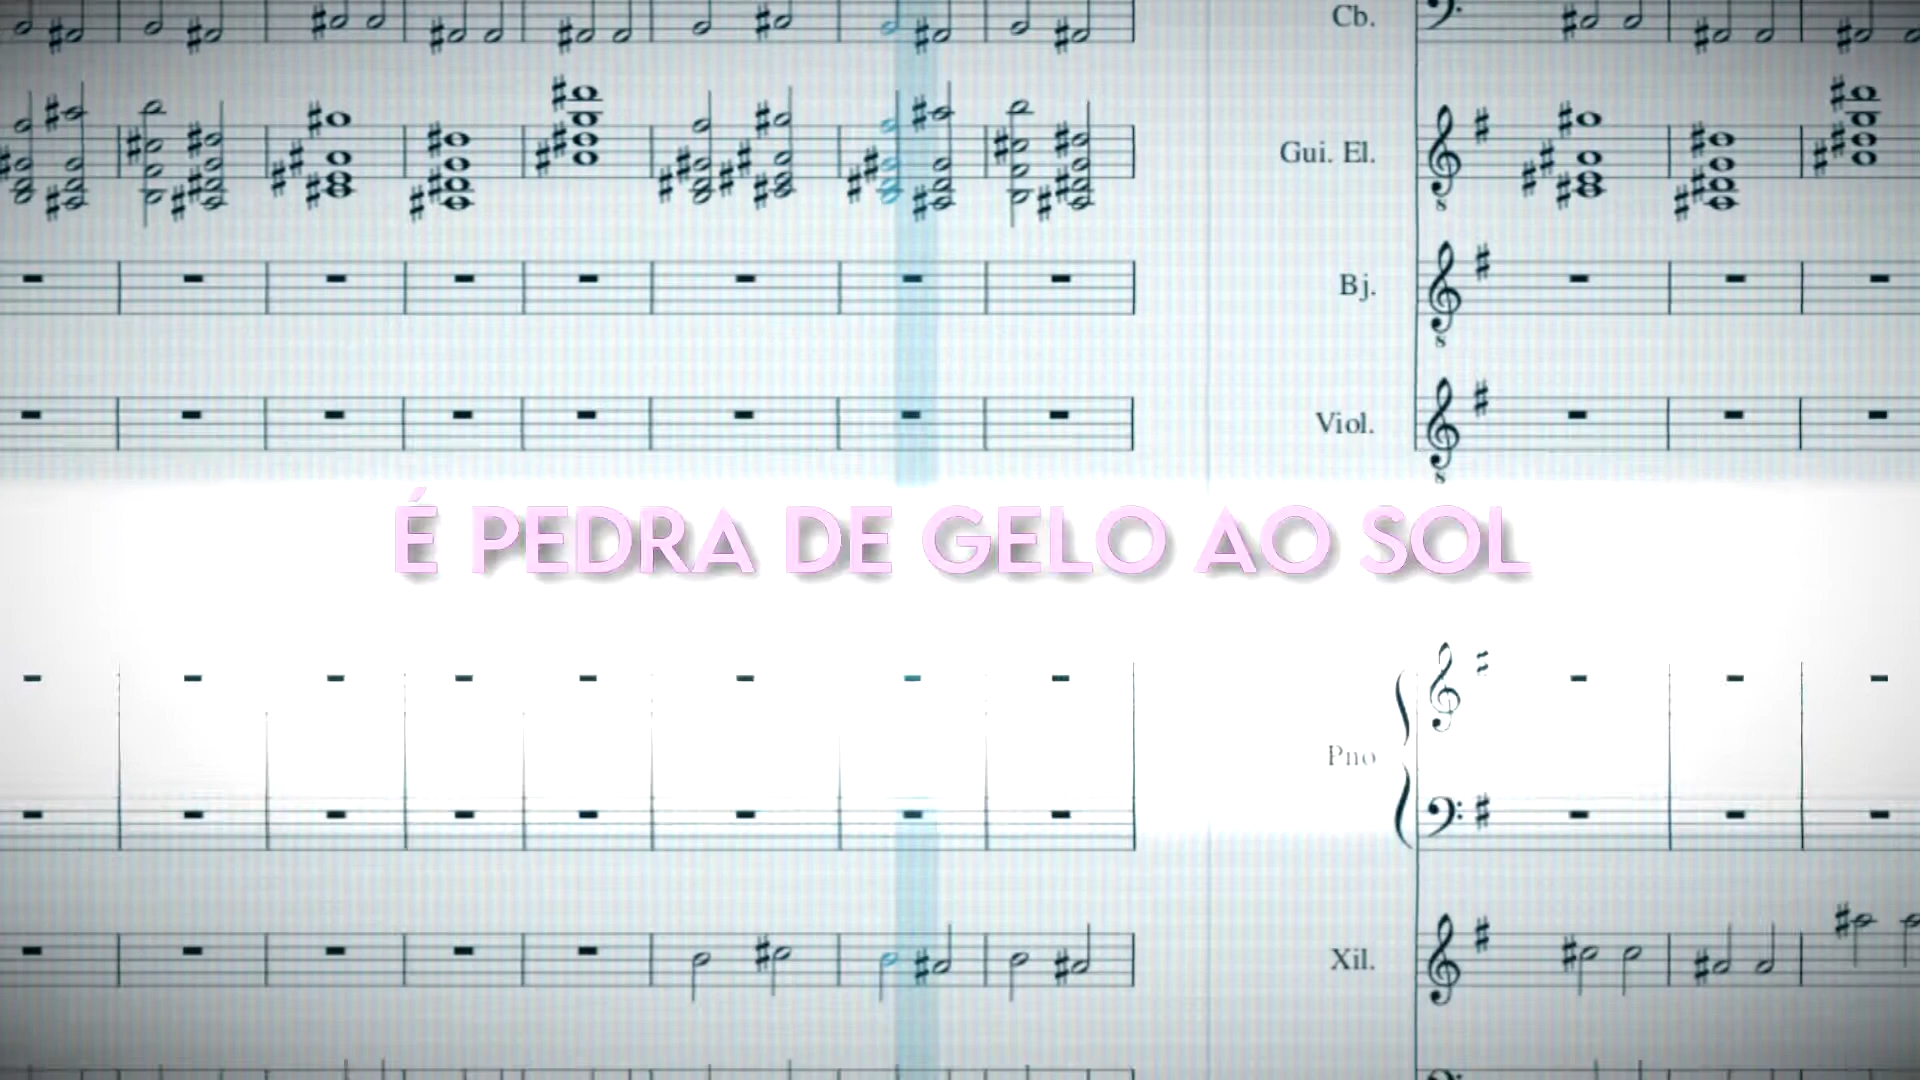 Cb.
Gui. El.
Bj.
Viol.
É PEDRA DE GELO AO SOL
Pno
Xil.